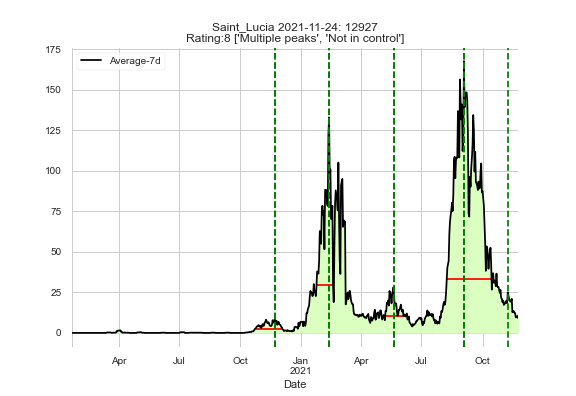 Saint_Lucia 2021-11-24: 12927
Rating:8 ['Multiple peaks', 'Not in control']
175
Average-7d
150
125
100
75
50
25
0
Apr Jul Oct Jan Apr Jul Oct
2021
Date